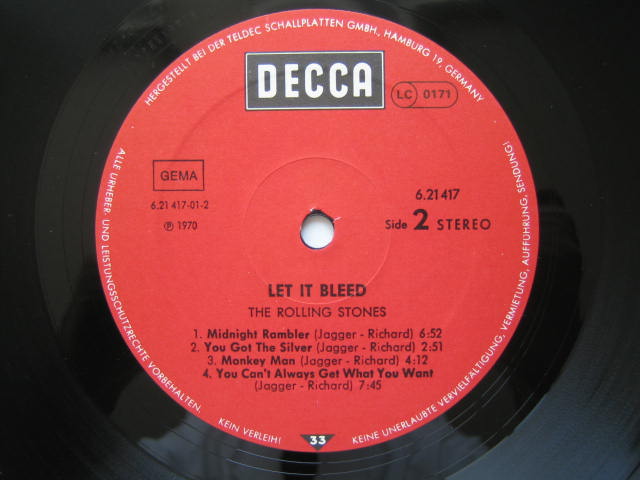 HERGESTELLT BEI DER TELDEC SCHALLPLATTEN GMBH., HAMBURG 19, GERMANY
DECCA
LC 0171
GEMA
6.21 417-01-2
℗ 1970
6.21 417
Side 2 STEREO
LET IT BLEED
THE ROLLING STONES
1. Midnight Rambler (Jagger - Richard) 6:52
2. You Got The Silver (Jagger - Richard) 2:51
3. Monkey Man (Jagger - Richard) 4:12
4. You Can't Always Get What You Want
(Jagger - Richard) 7:45
33
ALLE URHEBER- UND LEISTUNGSSCHUTZRECHTE VORBEHALTEN. KEIN VERLEIH! KEINE UNERLAUBTE VERVIELFÄLTIGUNG, VERMIETUNG, AUFFÜHRUNG, SENDUNG!